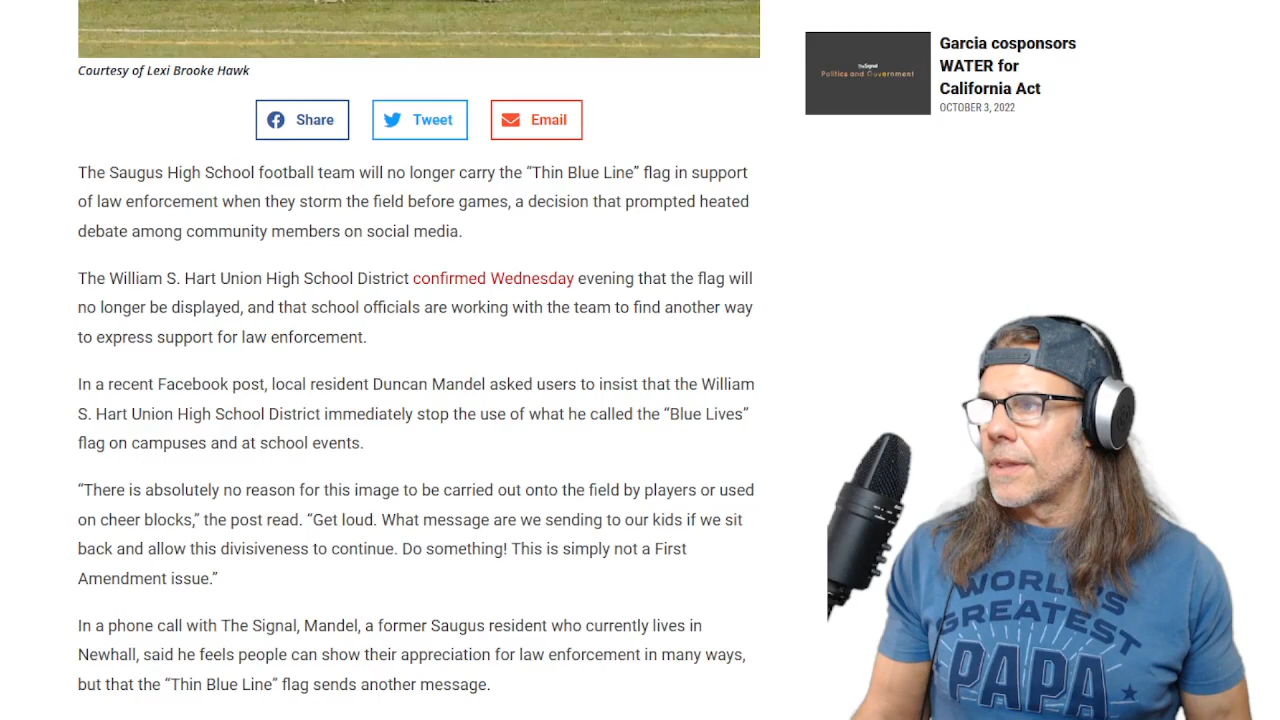 Courtesy of Lexi Brooke Hawk
Share
Tweet
Email
The Saugus High School football team will no longer carry the “Thin Blue Line” flag in support
of law enforcement when they storm the field before games, a decision that prompted heated
debate among community members on social media.
The William S. Hart Union High School District confirmed Wednesday evening that the flag will
no longer be displayed, and that school officials are working with the team to find another way
to express support for law enforcement.
In a recent Facebook post, local resident Duncan Mandel asked users to insist that the William
S. Hart Union High School District immediately stop the use of what he called the “Blue Lives”
flag on campuses and at school events.
“There is absolutely no reason for this image to be carried out onto the field by players or used
on cheer blocks,” the post read. “Get loud. What message are we sending to our kids if we sit
back and allow this divisiveness to continue. Do something! This is simply not a First
Amendment issue.”
In a phone call with The Signal, Mandel, a former Saugus resident who currently lives in
Newhall, said he feels people can show their appreciation for law enforcement in many ways,
but that the “Thin Blue Line” flag sends another message.
TheSignal
Politics and Government
Garcia cosponsors
WATER for
California Act
OCTOBER 3, 2022
WORLD'S
GREATEST
PAPA